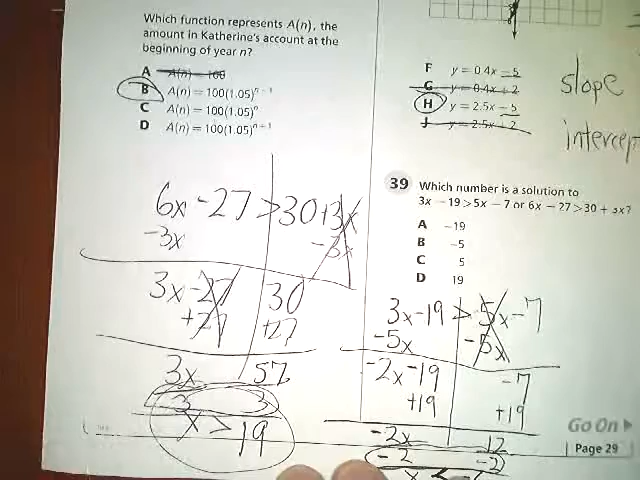 Which function represents A(n), the
amount in Katherine's account at the
beginning of year n?
A A(n) = 100
B A(n) = 100(1.05)ⁿ⁻¹
C A(n) = 100(1.05)ⁿ
D A(n) = 100(1.05)ⁿ⁺¹
F y = 0.4x − 5
G y = 0.4x + 2
H y = 2.5x − 5
J y = 2.5x + 2
slope
39 Which number is a solution to
3x − 19 > 5x − 7 or 6x − 27 > 30 + 3x?
A −19
B −5
C 5
D 19
6x - 27 > 30 + 3x
-3x -3x
3x - 27 30
+27 +27
3x 57
3 3
x > 19
3x - 19 > 5x - 7
-5x -5x
-2x - 19 -7
+19 +19
-2x 12
-2 -2
x <
Go On
Page 29